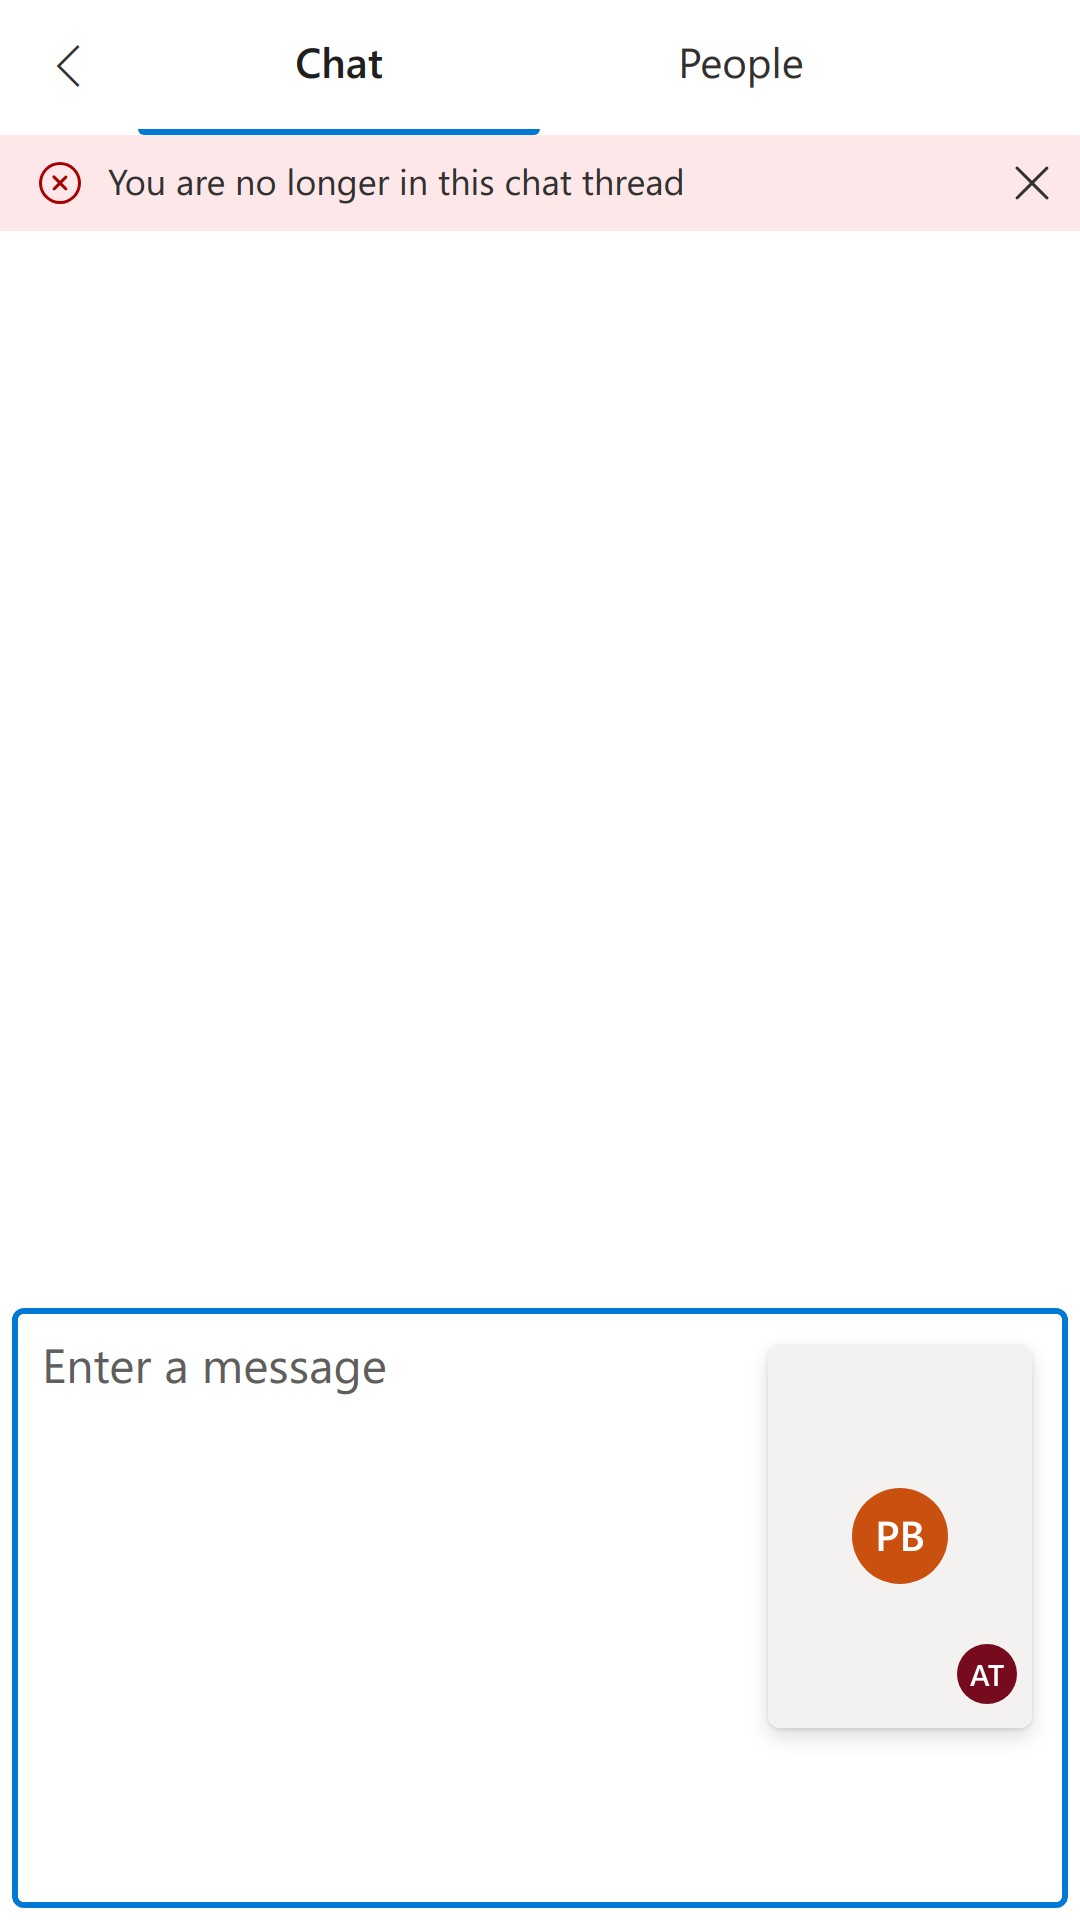 Chat
People
You are no longer in this chat thread
Enter a message
PB
AT